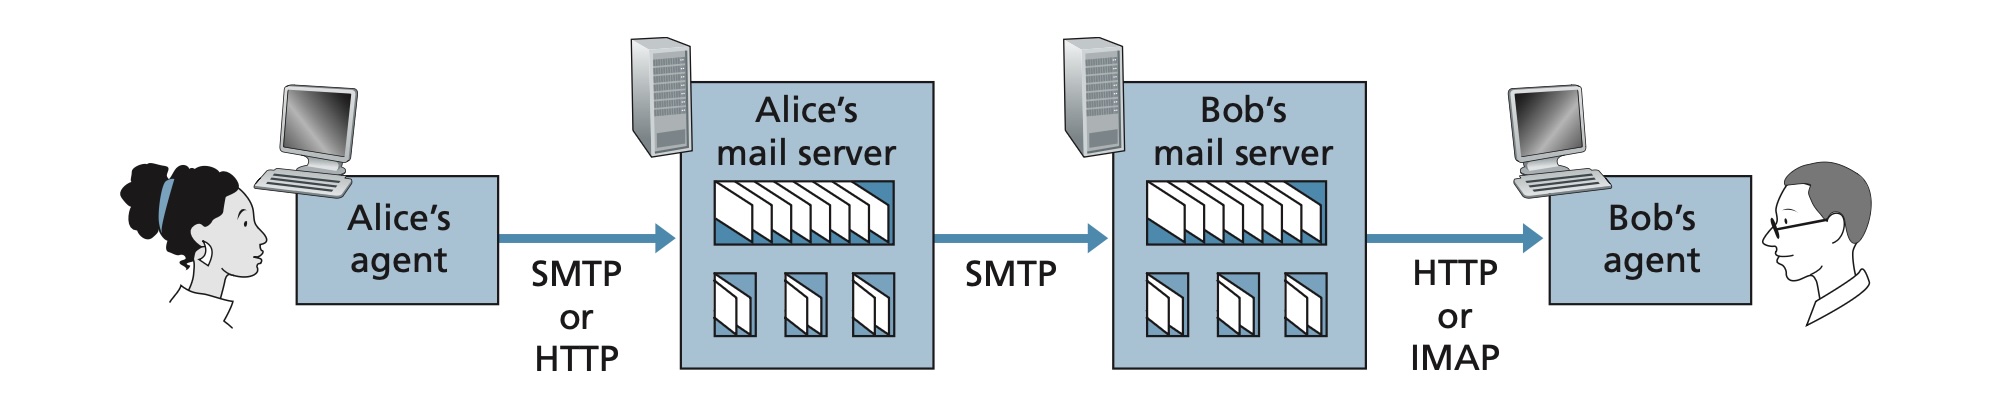 Alice's
agent
SMTP
or
HTTP
Alice's
mail server
SMTP
Bob's
mail server
HTTP
or
IMAP
Bob's
agent